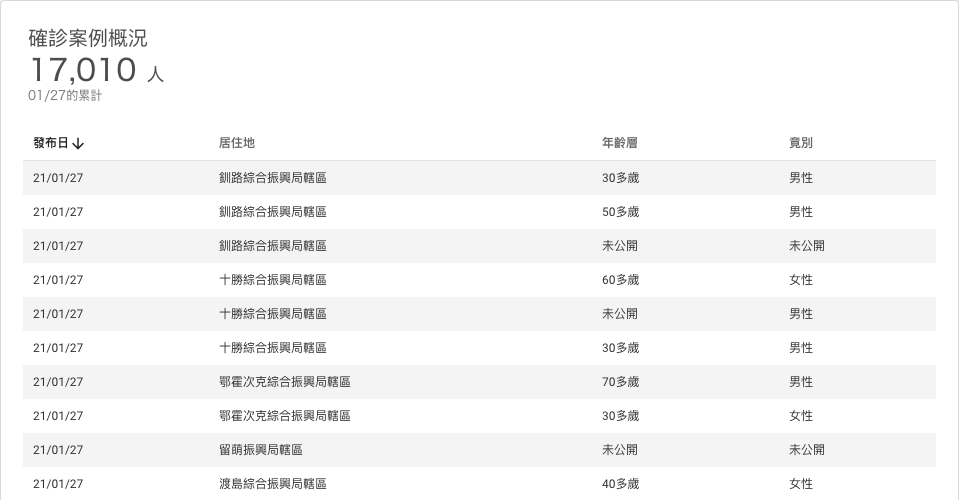 確診案例概況
17,010 人
01/27的累計
發布日↓ 居住地 年齡層 竟別
21/01/27 釧路綜合振興局轄區 30多歲 男性
21/01/27 釧路綜合振興局轄區 50多歲 男性
21/01/27 釧路綜合振興局轄區 未公開 未公開
21/01/27 十勝綜合振興局轄區 60多歲 女性
21/01/27 十勝綜合振興局轄區 未公開 男性
21/01/27 十勝綜合振興局轄區 30多歲 男性
21/01/27 鄂霍次克綜合振興局轄區 70多歲 男性
21/01/27 鄂霍次克綜合振興局轄區 30多歲 女性
21/01/27 留萌振興局轄區 未公開 未公開
21/01/27 渡島綜合振興局轄區 40多歲 女性